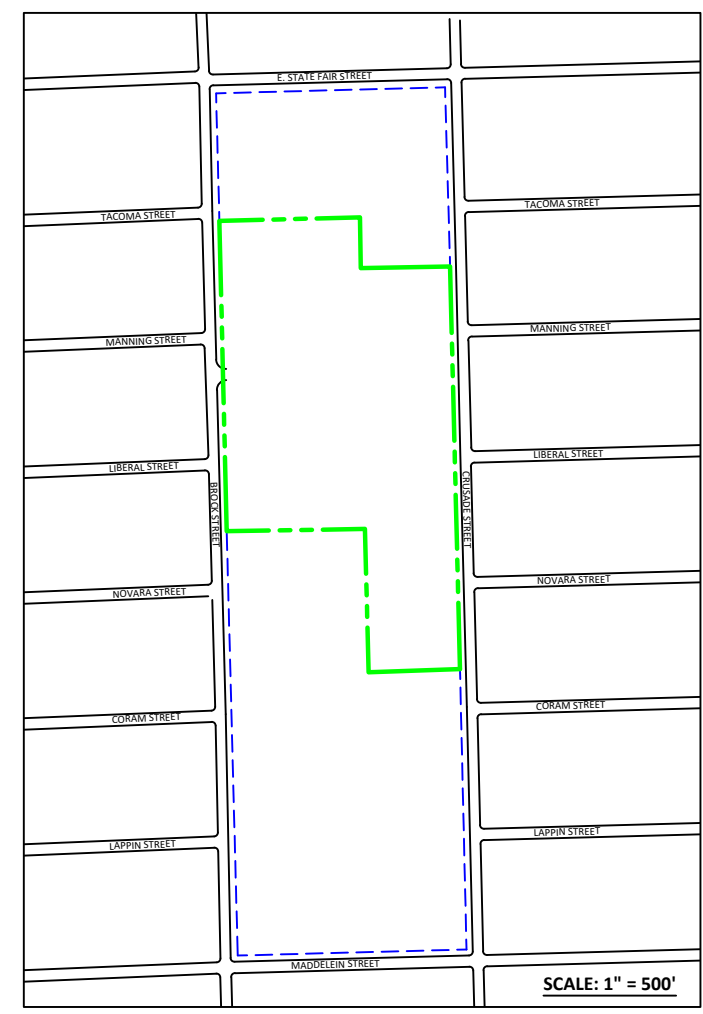 E. STATE FAIR STREET
TACOMA STREET
TACOMA STREET
MANNING STREET
MANNING STREET
LIBERAL STREET
LIBERAL STREET
BROCK STREET
CRUSADE STREET
NOVARA STREET
NOVARA STREET
CORAM STREET
CORAM STREET
LAPPIN STREET
LAPPIN STREET
MADDELEIN STREET
SCALE: 1" = 500'